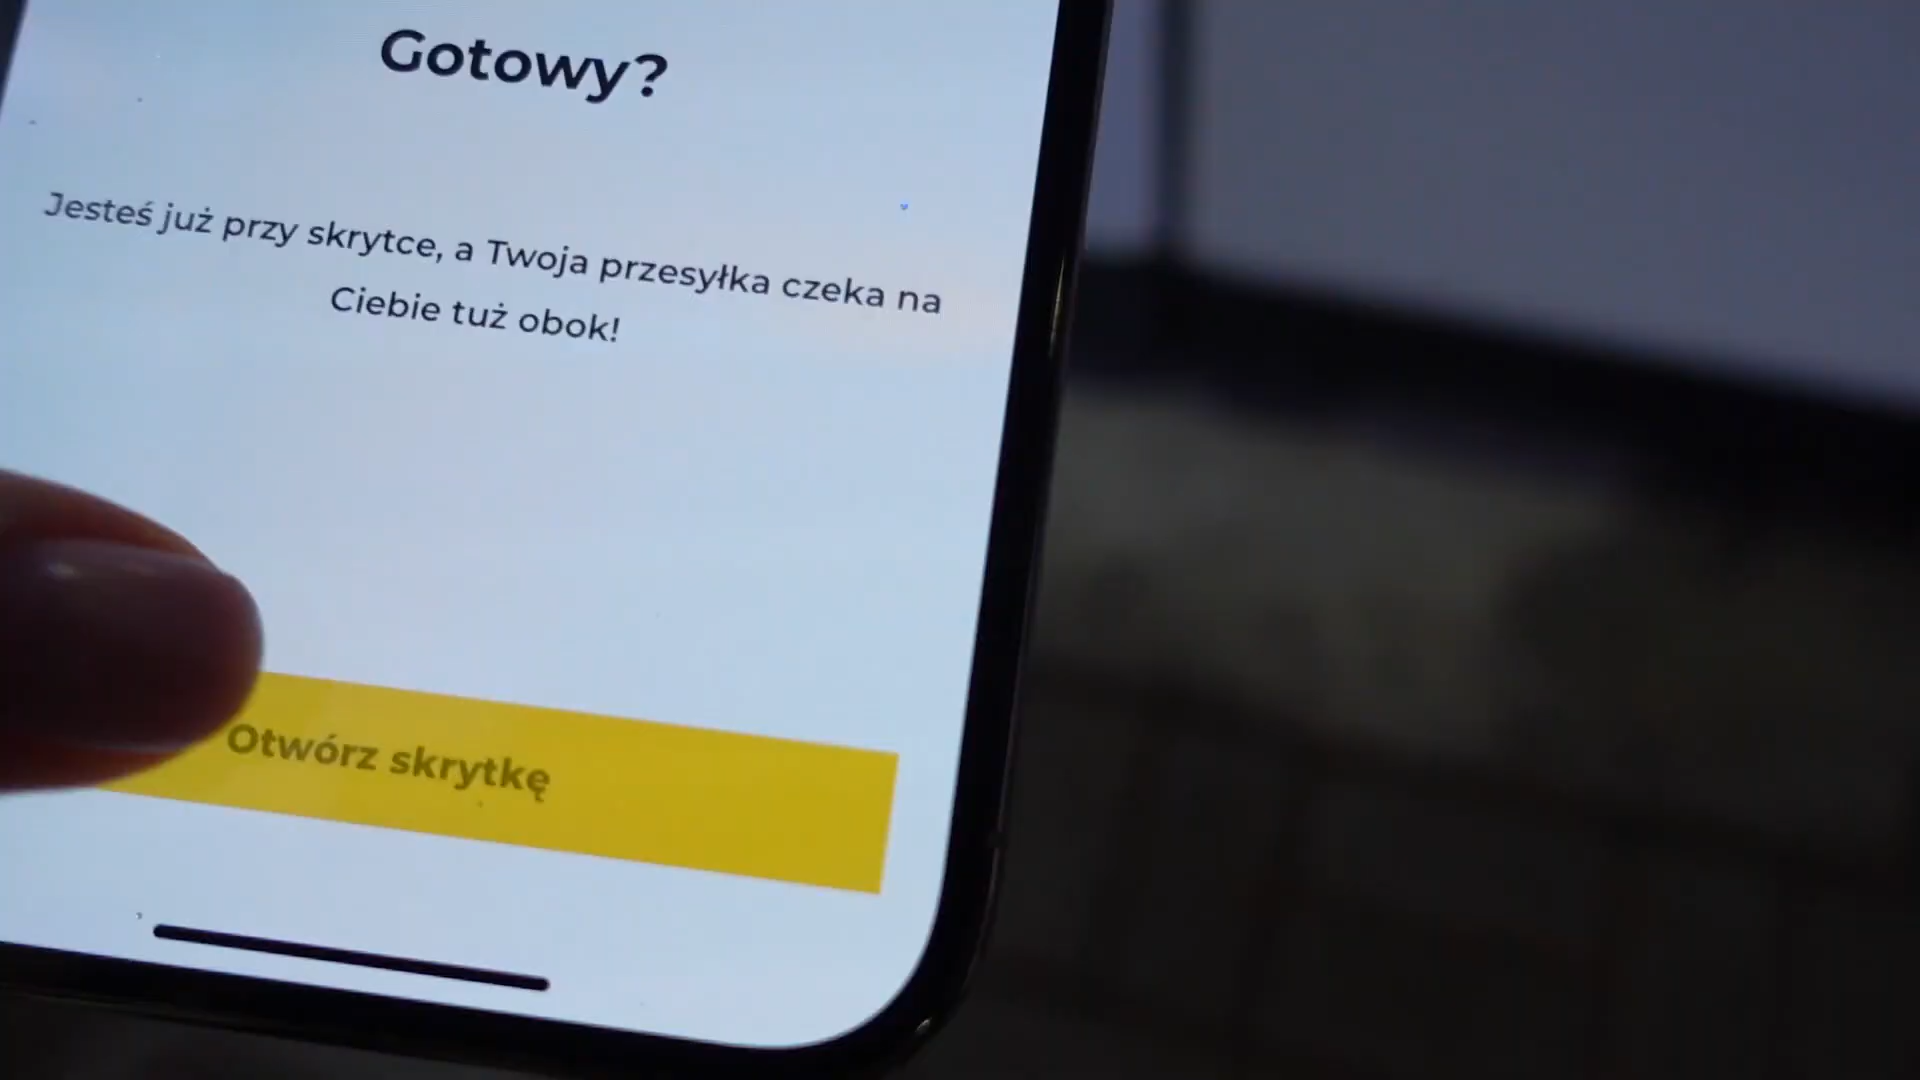 Gotowy?
Jesteś już przy skrytce, a Twoja przesyłka czeka na
Ciebie tuż obok!
Otwórz skrytkę